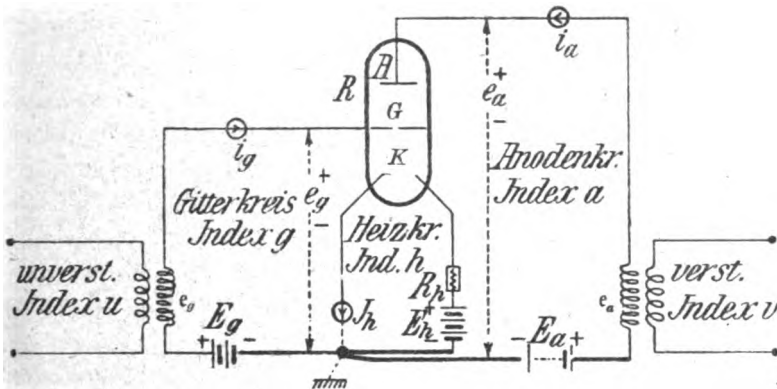 i_a
A
R
G
e_a
+
-
i_g
K
Anodenkr.
Index a
e_g
+
-
Gitterkreis
Index g
Heizkr.
Ind. h
unverst.
Index u
R_h
verst.
Index v
e_g
E_g
+
-
J_h
E_h
+
-
E_a
+
e_a